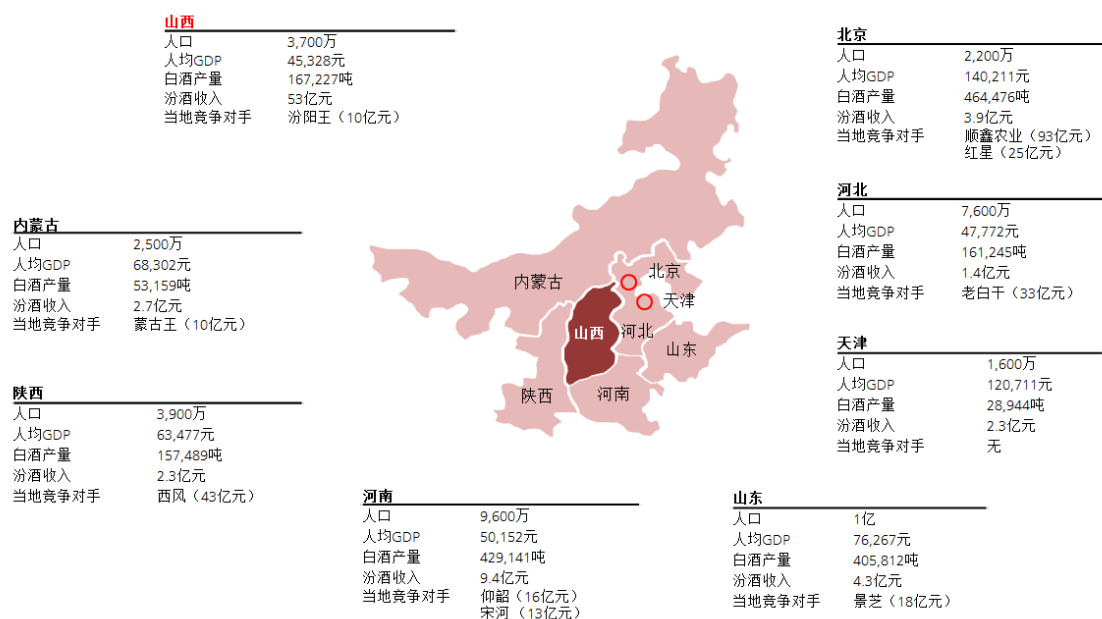 山西
人口 3,700万
人均GDP 45,328元
白酒产量 167,227吨
汾酒收入 53亿元
当地竞争对手 汾阳王（10亿元）
北京
人口 2,200万
人均GDP 140,211元
白酒产量 464,476吨
汾酒收入 3.9亿元
当地竞争对手 顺鑫农业（93亿元）
红星（25亿元）
河北
人口 7,600万
人均GDP 47,772元
白酒产量 161,245吨
汾酒收入 1.4亿元
当地竞争对手 老白干（33亿元）
内蒙古
人口 2,500万
人均GDP 68,302元
白酒产量 53,159吨
汾酒收入 2.7亿元
当地竞争对手 蒙古王（10亿元）
内蒙古
北京
天津
山西
河北
山东
陕西
河南
天津
人口 1,600万
人均GDP 120,711元
白酒产量 28,944吨
汾酒收入 2.3亿元
当地竞争对手 无
陕西
人口 3,900万
人均GDP 63,477元
白酒产量 157,489吨
汾酒收入 2.3亿元
当地竞争对手 西风（43亿元）
河南
人口 9,600万
人均GDP 50,152元
白酒产量 429,141吨
汾酒收入 9.4亿元
当地竞争对手 仰韶（16亿元）
宋河（13亿元）
山东
人口 1亿
人均GDP 76,267元
白酒产量 405,812吨
汾酒收入 4.3亿元
当地竞争对手 景芝（18亿元）